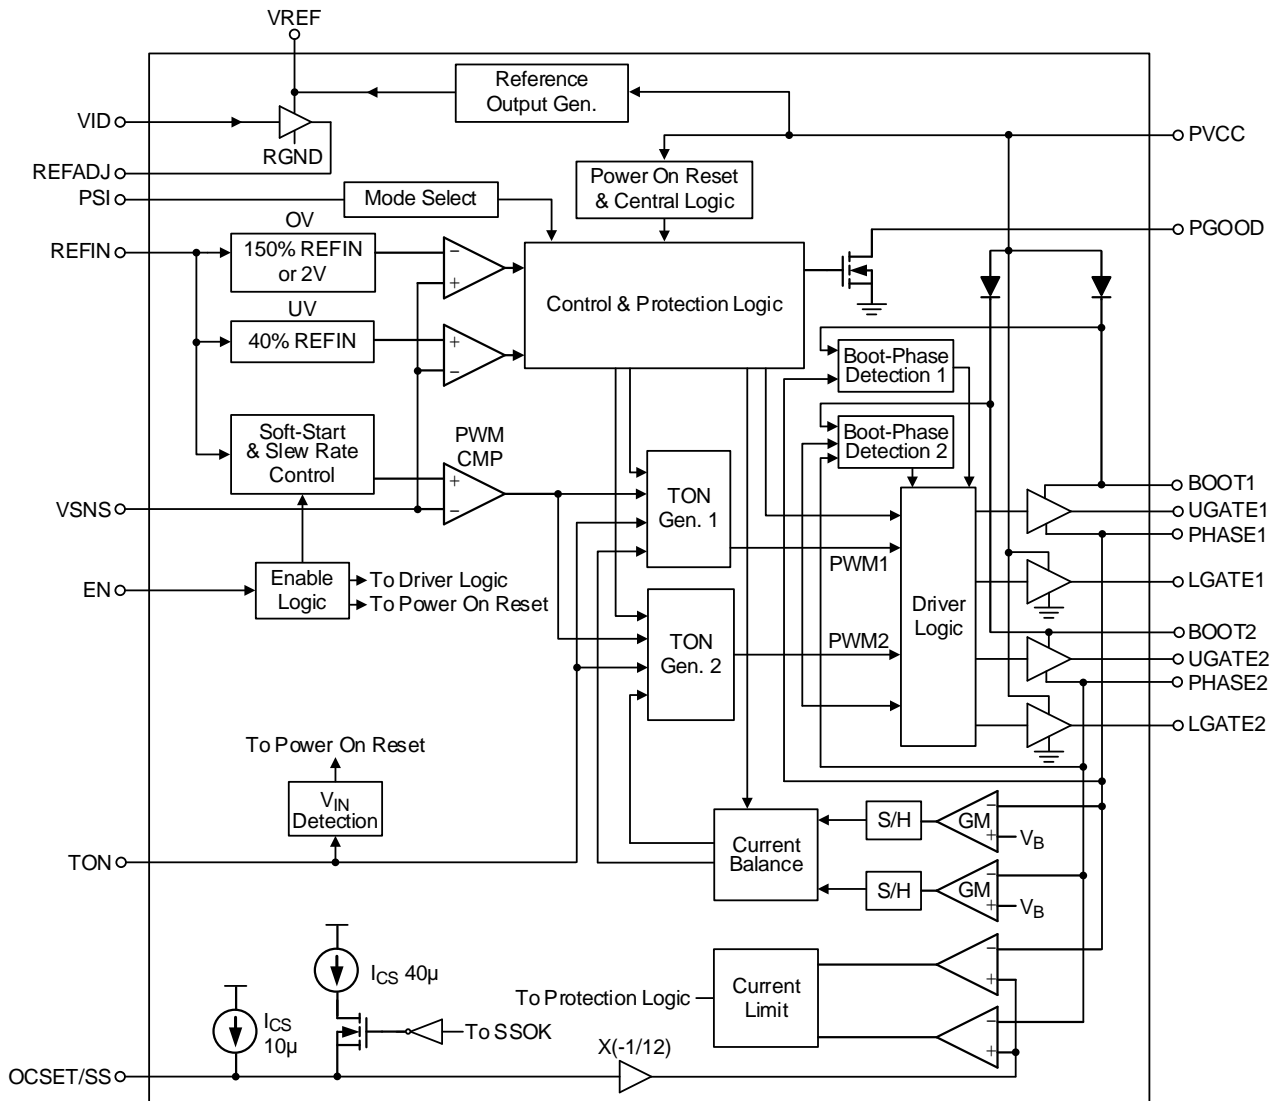 VREF
Reference
Output Gen.
VID
RGND
REFADJ
PVCC
Power On Reset
& Central Logic
PSI
Mode Select
OV
REFIN
150% REFIN
or 2V
−
+
PGOOD
Control & Protection Logic
UV
40% REFIN
+
−
Boot-Phase
Detection 1
Boot-Phase
Detection 2
Soft-Start
& Slew Rate
Control
PWM
CMP
+
−
VSNS
TON
Gen. 1
BOOT1
UGATE1
PHASE1
PWM1
EN
Enable
Logic
To Driver Logic
To Power On Reset
LGATE1
Driver
Logic
TON
Gen. 2
PWM2
BOOT2
UGATE2
PHASE2
LGATE2
To Power On Reset
VIN
Detection
TON
Current
Balance
S/H
GM
−
+
VB
S/H
GM
−
+
VB
ICS 40µ
ICS
10µ
To SSOK
To Protection Logic
Current
Limit
−
+
−
+
X(-1/12)
OCSET/SS